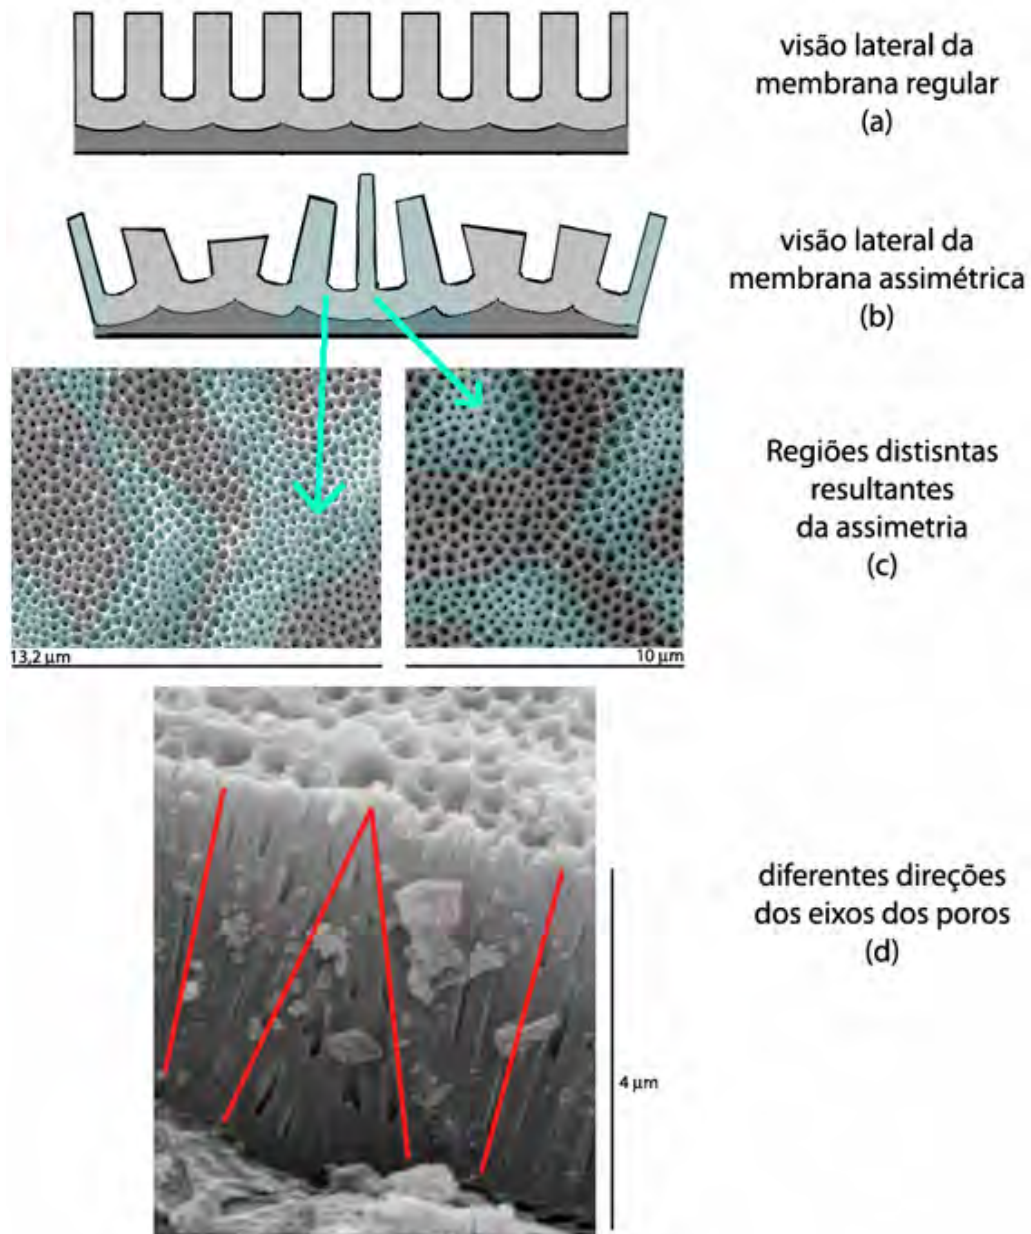 visão lateral da
membrana regular
(a)
visão lateral da
membrana assimétrica
(b)
Regiões distisntas
resultantes
da assimetria
(c)
13,2 µm
10 µm
diferentes direções
dos eixos dos poros
(d)
4 µm